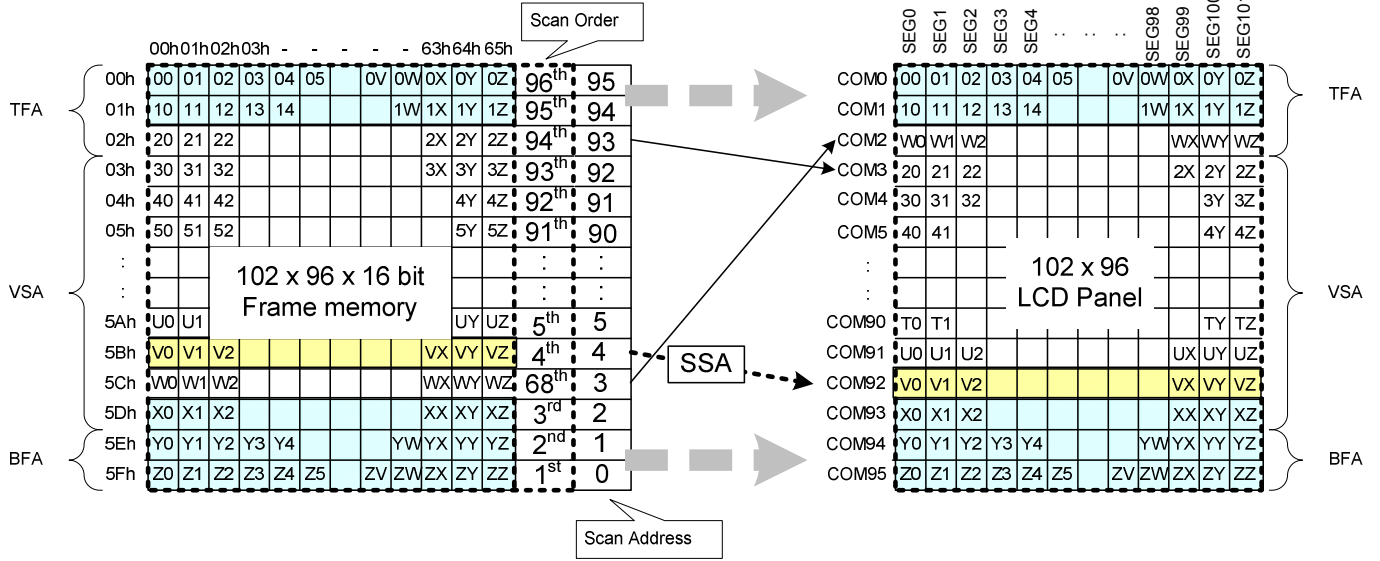 Scan Order
00h 01h 02h 03h - - - - - 63h 64h 65h
SEG0 SEG1 SEG2 SEG3 SEG4 .. .. .. SEG98 SEG99 SEG100 SEG101
00h 00 01 02 03 04 05 0V 0W 0X 0Y 0Z 96th 95
COM0 00 01 02 03 04 05 0V 0W 0X 0Y 0Z
TFA
01h 10 11 12 13 14 1W 1X 1Y 1Z 95th 94
COM1 10 11 12 13 14 1W 1X 1Y 1Z
TFA
02h 20 21 22 2X 2Y 2Z 94th 93
COM2 W0 W1 W2 WX WY WZ
03h 30 31 32 3X 3Y 3Z 93th 92
COM3 20 21 22 2X 2Y 2Z
04h 40 41 42 4Y 4Z 92th 91
COM4 30 31 32 3Y 3Z
05h 50 51 52 5Y 5Z 91th 90
COM5 40 41 4Y 4Z
: : :
:
102 x 96 x 16 bit
Frame memory
102 x 96
LCD Panel
VSA
: : :
:
VSA
5Ah U0 U1 UY UZ 5th 5
COM90 T0 T1 TY TZ
5Bh V0 V1 V2 VX VY VZ 4th 4
SSA
COM91 U0 U1 U2 UX UY UZ
5Ch W0 W1 W2 WX WY WZ 68th 3
COM92 V0 V1 V2 VX VY VZ
5Dh X0 X1 X2 XX XY XZ 3rd 2
COM93 X0 X1 X2 XX XY XZ
5Eh Y0 Y1 Y2 Y3 Y4 YW YX YY YZ 2nd 1
COM94 Y0 Y1 Y2 Y3 Y4 YW YX YY YZ
BFA
BFA
5Fh Z0 Z1 Z2 Z3 Z4 Z5 ZV ZW ZX ZY ZZ 1st 0
COM95 Z0 Z1 Z2 Z3 Z4 Z5 ZV ZW ZX ZY ZZ
Scan Address